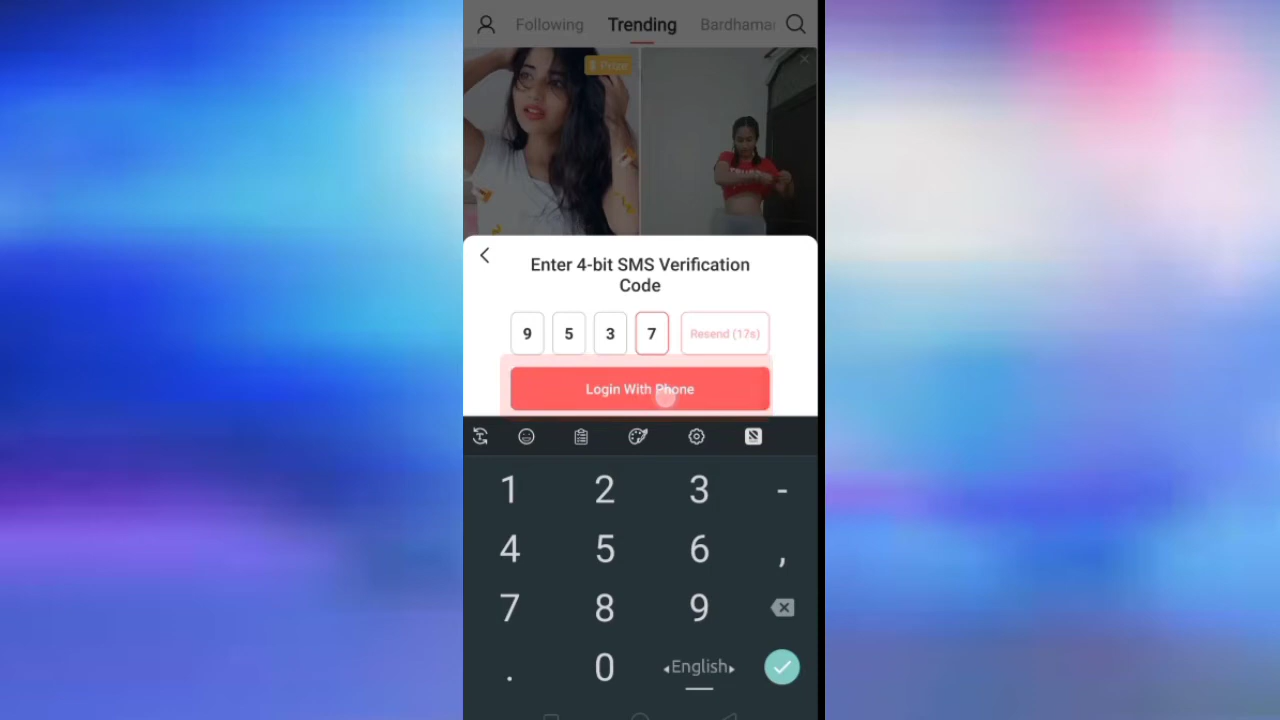 Following Trending Bardhaman
$ Prize
Enter 4-bit SMS Verification
Code
9 5 3 7 Resend (17s)
Login With Phone
1 2 3 -
4 5 6 ,
7 8 9
. 0 English